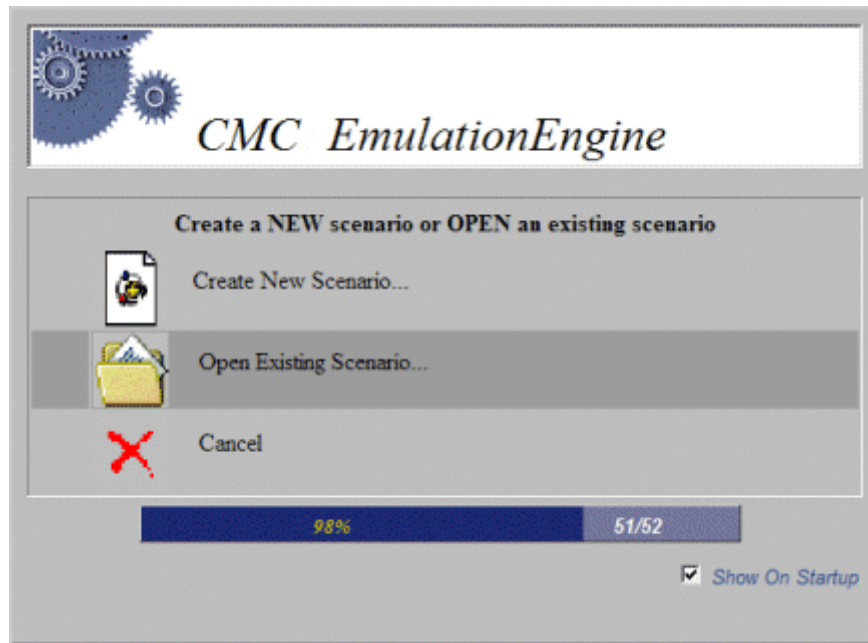 CMC EmulationEngine
Create a NEW scenario or OPEN an existing scenario
Create New Scenario...
Open Existing Scenario...
Cancel
98% 51/52
Show On Startup